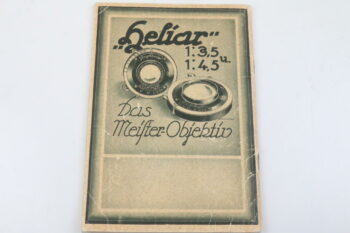 „Heliar"
1:3,5 u.
1:4,5
Das
Meister-Objektiv